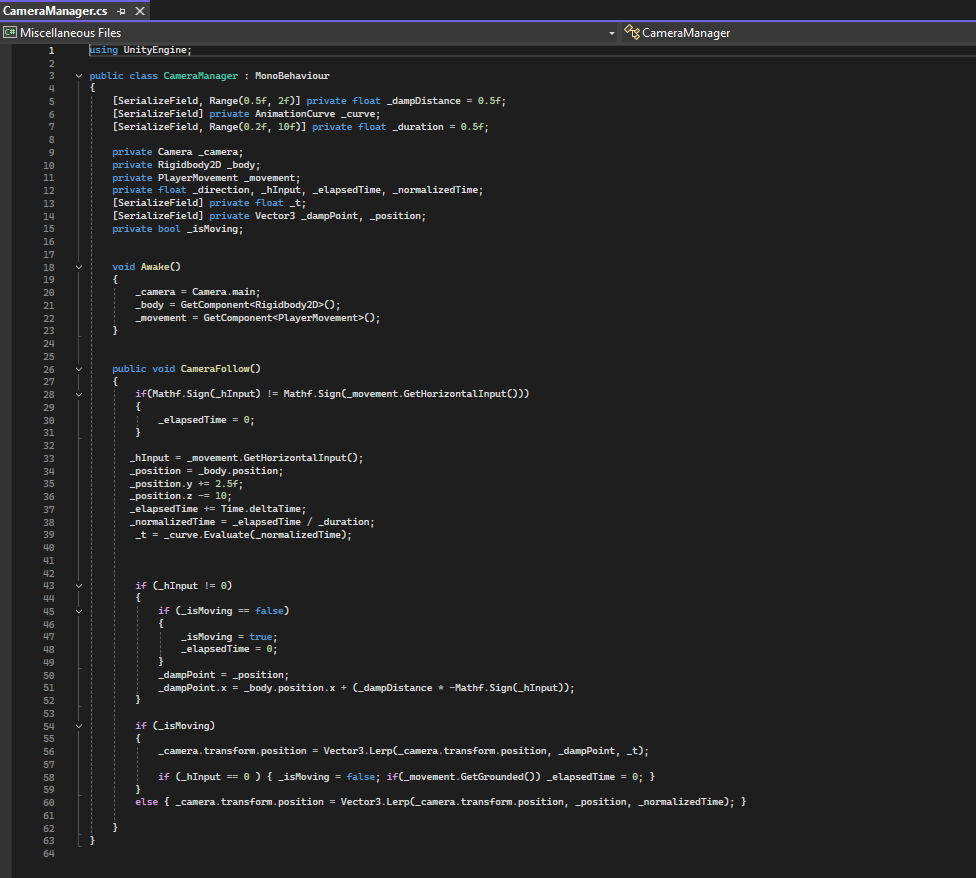 CameraManager.cs
C# Miscellaneous Files CameraManager
1 using UnityEngine;
2
3 public class CameraManager : MonoBehaviour
4 {
5 [SerializeField, Range(0.5f, 2f)] private float _dampDistance = 0.5f;
6 [SerializeField] private AnimationCurve _curve;
7 [SerializeField, Range(0.2f, 10f)] private float _duration = 0.5f;
8
9 private Camera _camera;
10 private Rigidbody2D _body;
11 private PlayerMovement _movement;
12 private float _direction, _hInput, _elapsedTime, _normalizedTime;
13 [SerializeField] private float _t;
14 [SerializeField] private Vector3 _dampPoint, _position;
15 private bool _isMoving;
16
17
18 void Awake()
19 {
20 _camera = Camera.main;
21 _body = GetComponent<Rigidbody2D>();
22 _movement = GetComponent<PlayerMovement>();
23 }
24
25
26 public void CameraFollow()
27 {
28 if(Mathf.Sign(_hInput) != Mathf.Sign(_movement.GetHorizontalInput()))
29 {
30 _elapsedTime = 0;
31 }
32
33 _hInput = _movement.GetHorizontalInput();
34 _position = _body.position;
35 _position.y += 2.5f;
36 _position.z -= 10;
37 _elapsedTime += Time.deltaTime;
38 _normalizedTime = _elapsedTime / _duration;
39 _t = _curve.Evaluate(_normalizedTime);
40
41
42
43 if (_hInput != 0)
44 {
45 if (_isMoving == false)
46 {
47 _isMoving = true;
48 _elapsedTime = 0;
49 }
50 _dampPoint = _position;
51 _dampPoint.x = _body.position.x + (_dampDistance * -Mathf.Sign(_hInput));
52 }
53
54 if (_isMoving)
55 {
56 _camera.transform.position = Vector3.Lerp(_camera.transform.position, _dampPoint, _t);
57
58 if (_hInput == 0 ) { _isMoving = false; if(_movement.GetGrounded()) _elapsedTime = 0; }
59 }
60 else { _camera.transform.position = Vector3.Lerp(_camera.transform.position, _position, _normalizedTime); }
61
62 }
63 }
64